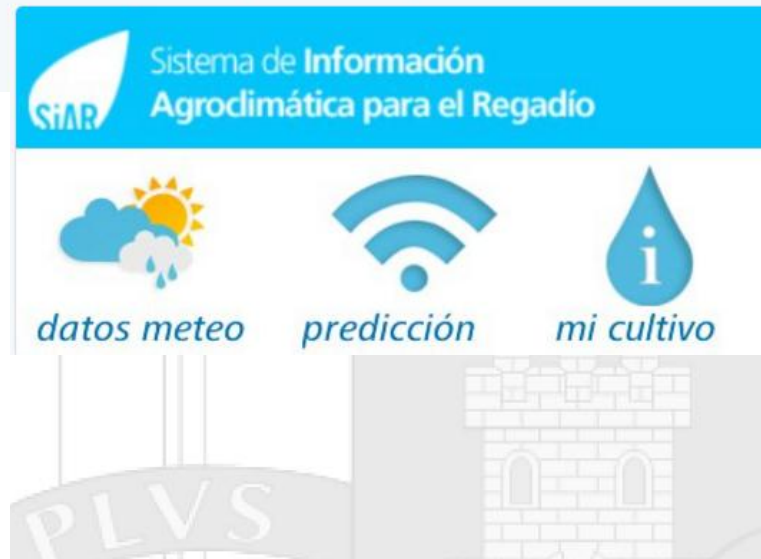 SiAR
Sistema de Información
Agroclimática para el Regadío
i
datos meteo
predicción
mi cultivo
PLVS